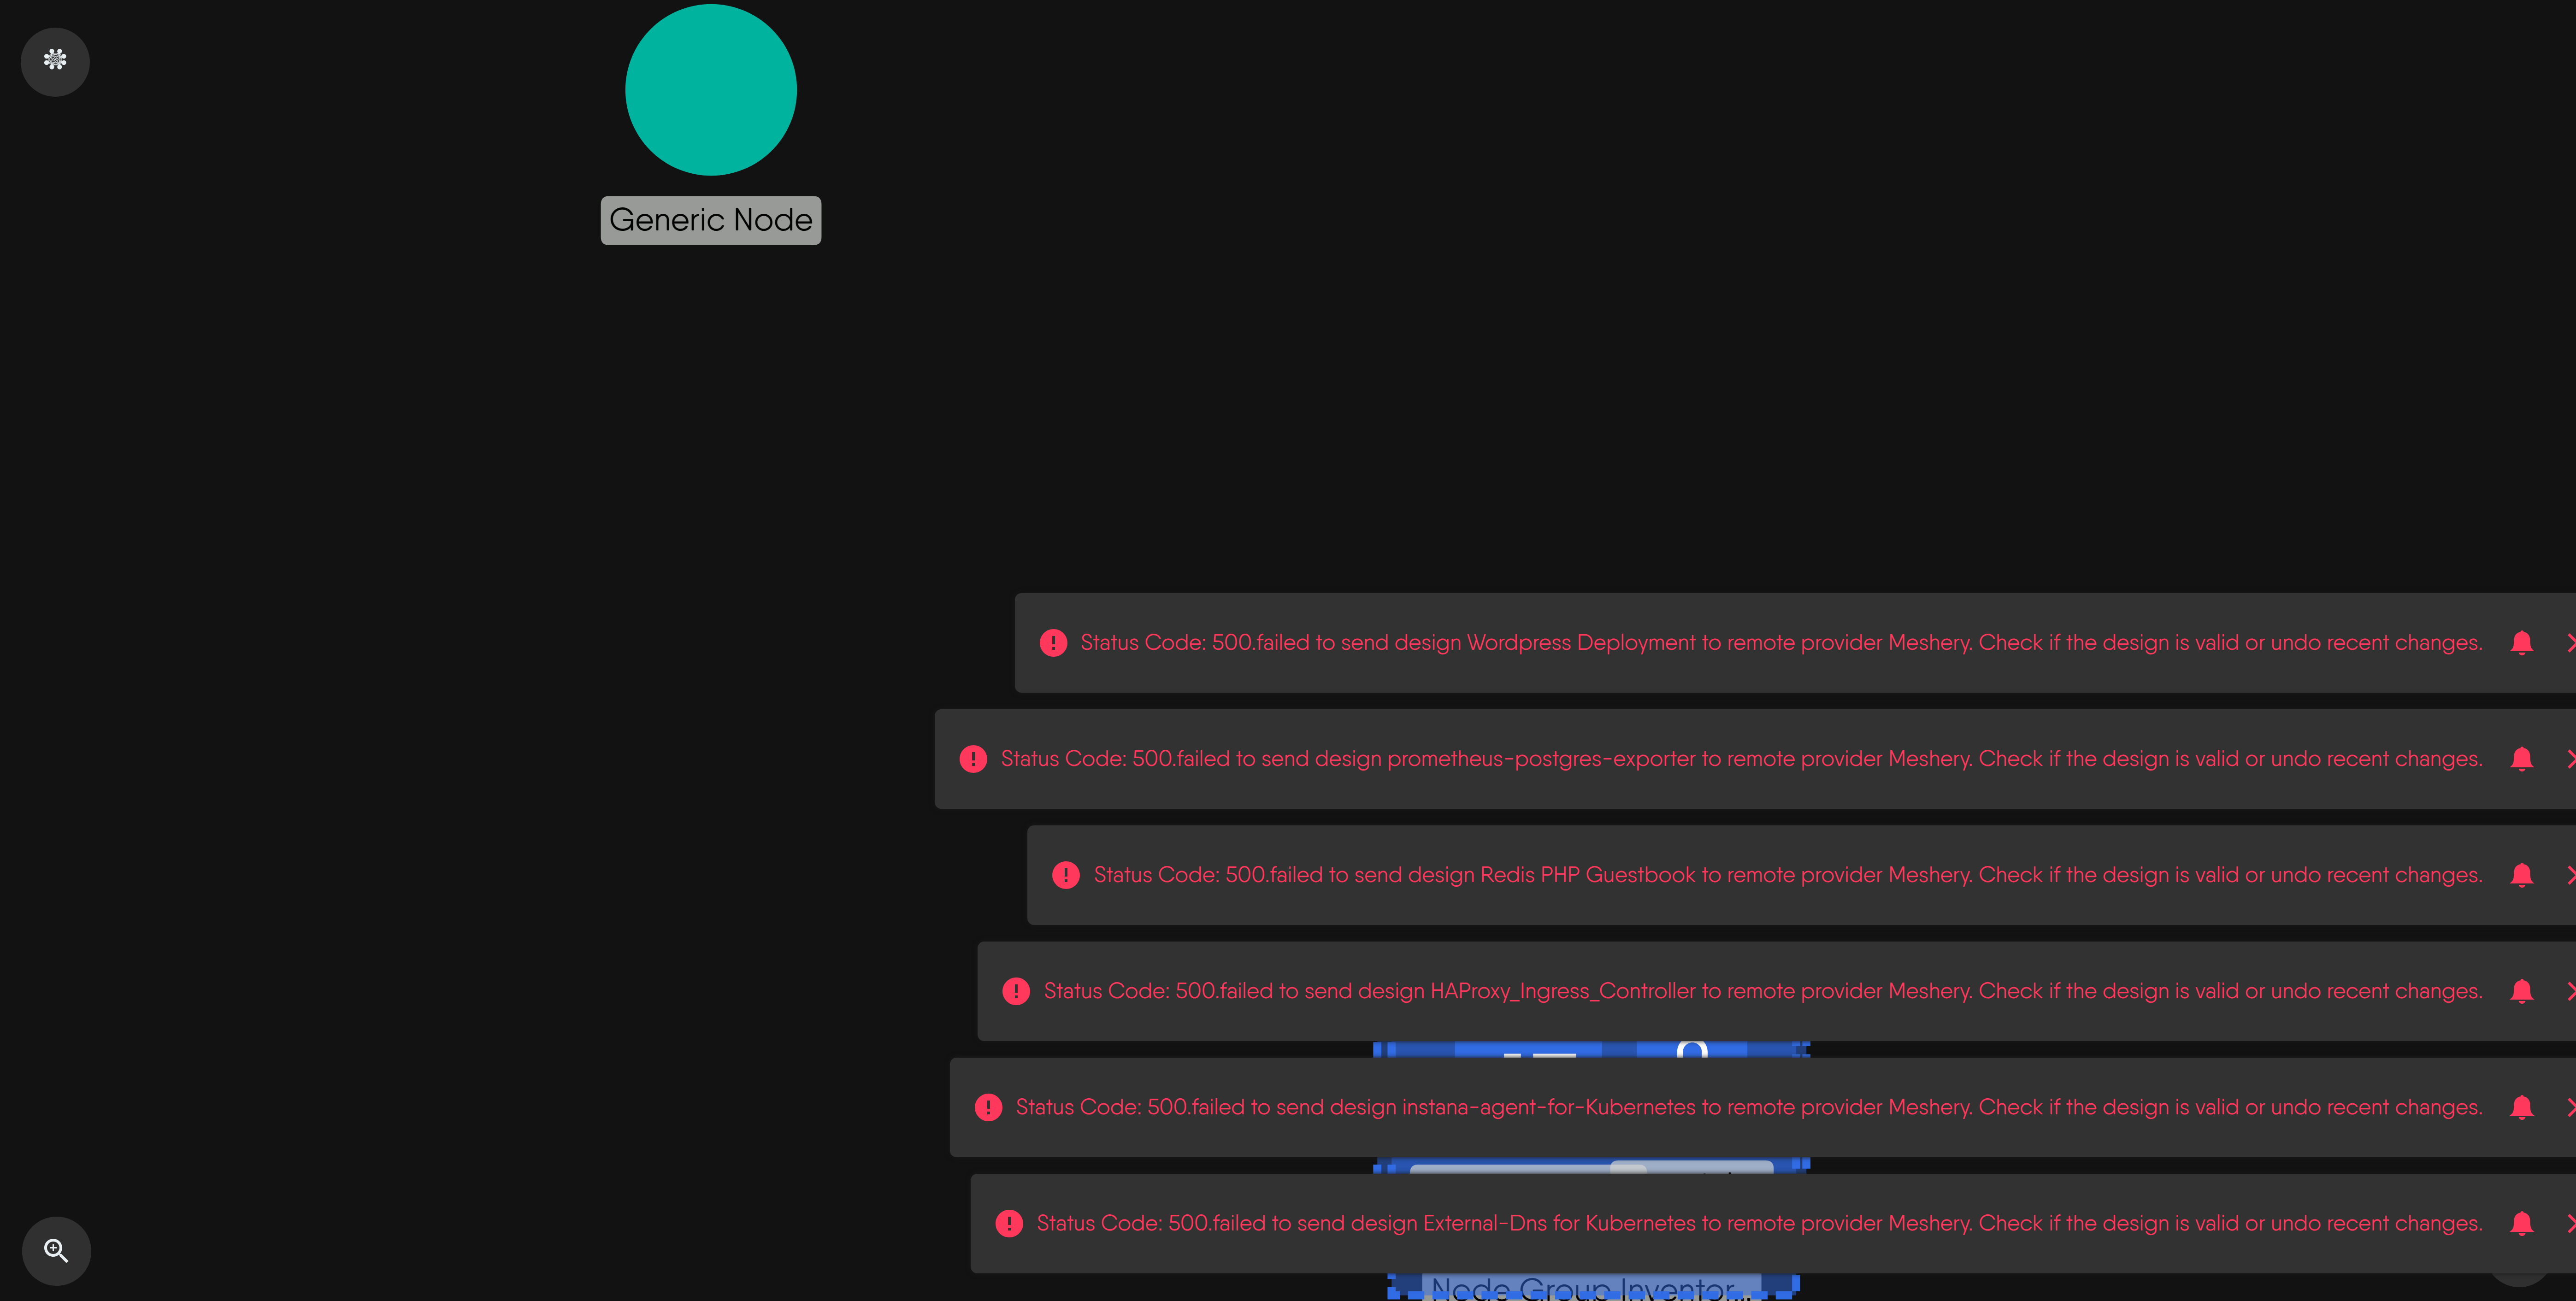 Generic Node
Status Code: 500.failed to send design Wordpress Deployment to remote provider Meshery. Check if the design is valid or undo recent changes.
Status Code: 500.failed to send design prometheus-postgres-exporter to remote provider Meshery. Check if the design is valid or undo recent changes.
Status Code: 500.failed to send design Redis PHP Guestbook to remote provider Meshery. Check if the design is valid or undo recent changes.
Status Code: 500.failed to send design HAProxy_Ingress_Controller to remote provider Meshery. Check if the design is valid or undo recent changes.
Status Code: 500.failed to send design instana-agent-for-Kubernetes to remote provider Meshery. Check if the design is valid or undo recent changes.
Status Code: 500.failed to send design External-Dns for Kubernetes to remote provider Meshery. Check if the design is valid or undo recent changes.
Node Group Inventor...